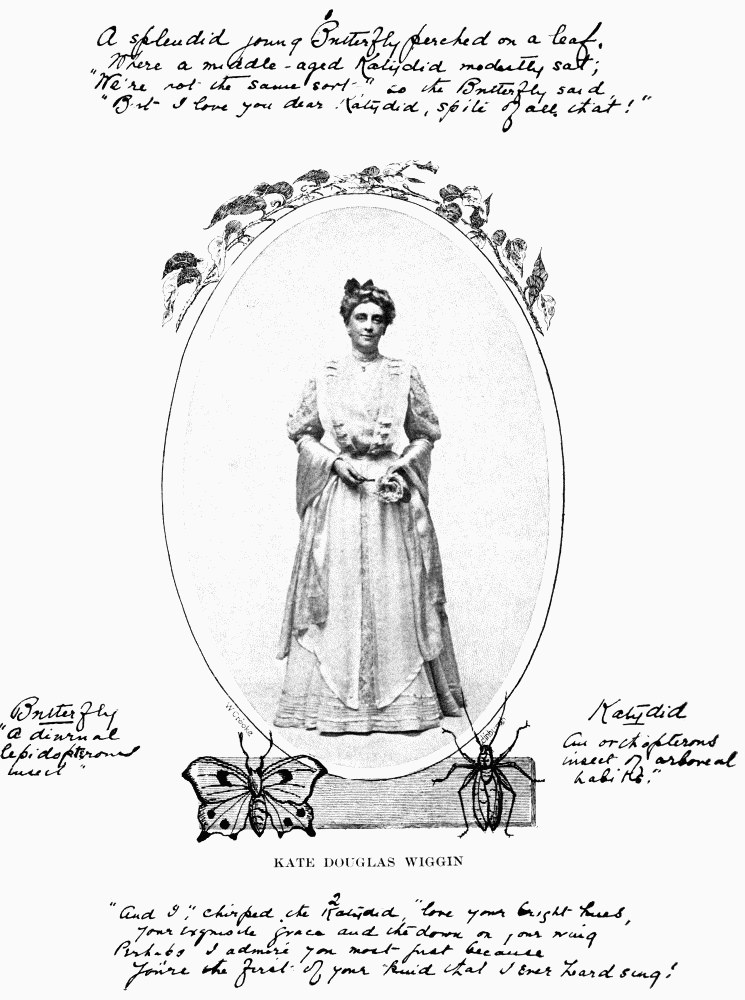 1
A splendid young Butterfly perched on a leaf,
Where a middle-aged Katydid modestly sat;
"We're not the same sort" so the Butterfly said,
"But I love you dear Katydid, spite of all that!"
W Crooke
Edinburgh
Butterfly
"A diurnal
lepidopterous
insect"
Katydid
An orthopterous
insect of arboreal
habits."
KATE DOUGLAS WIGGIN
2
"And I", chirped the Katydid, "love your bright hues,
Your exquisite grace and the down on your wing
Perhaps I admire you most just because
You're the first of your kind that I ever heard sing!